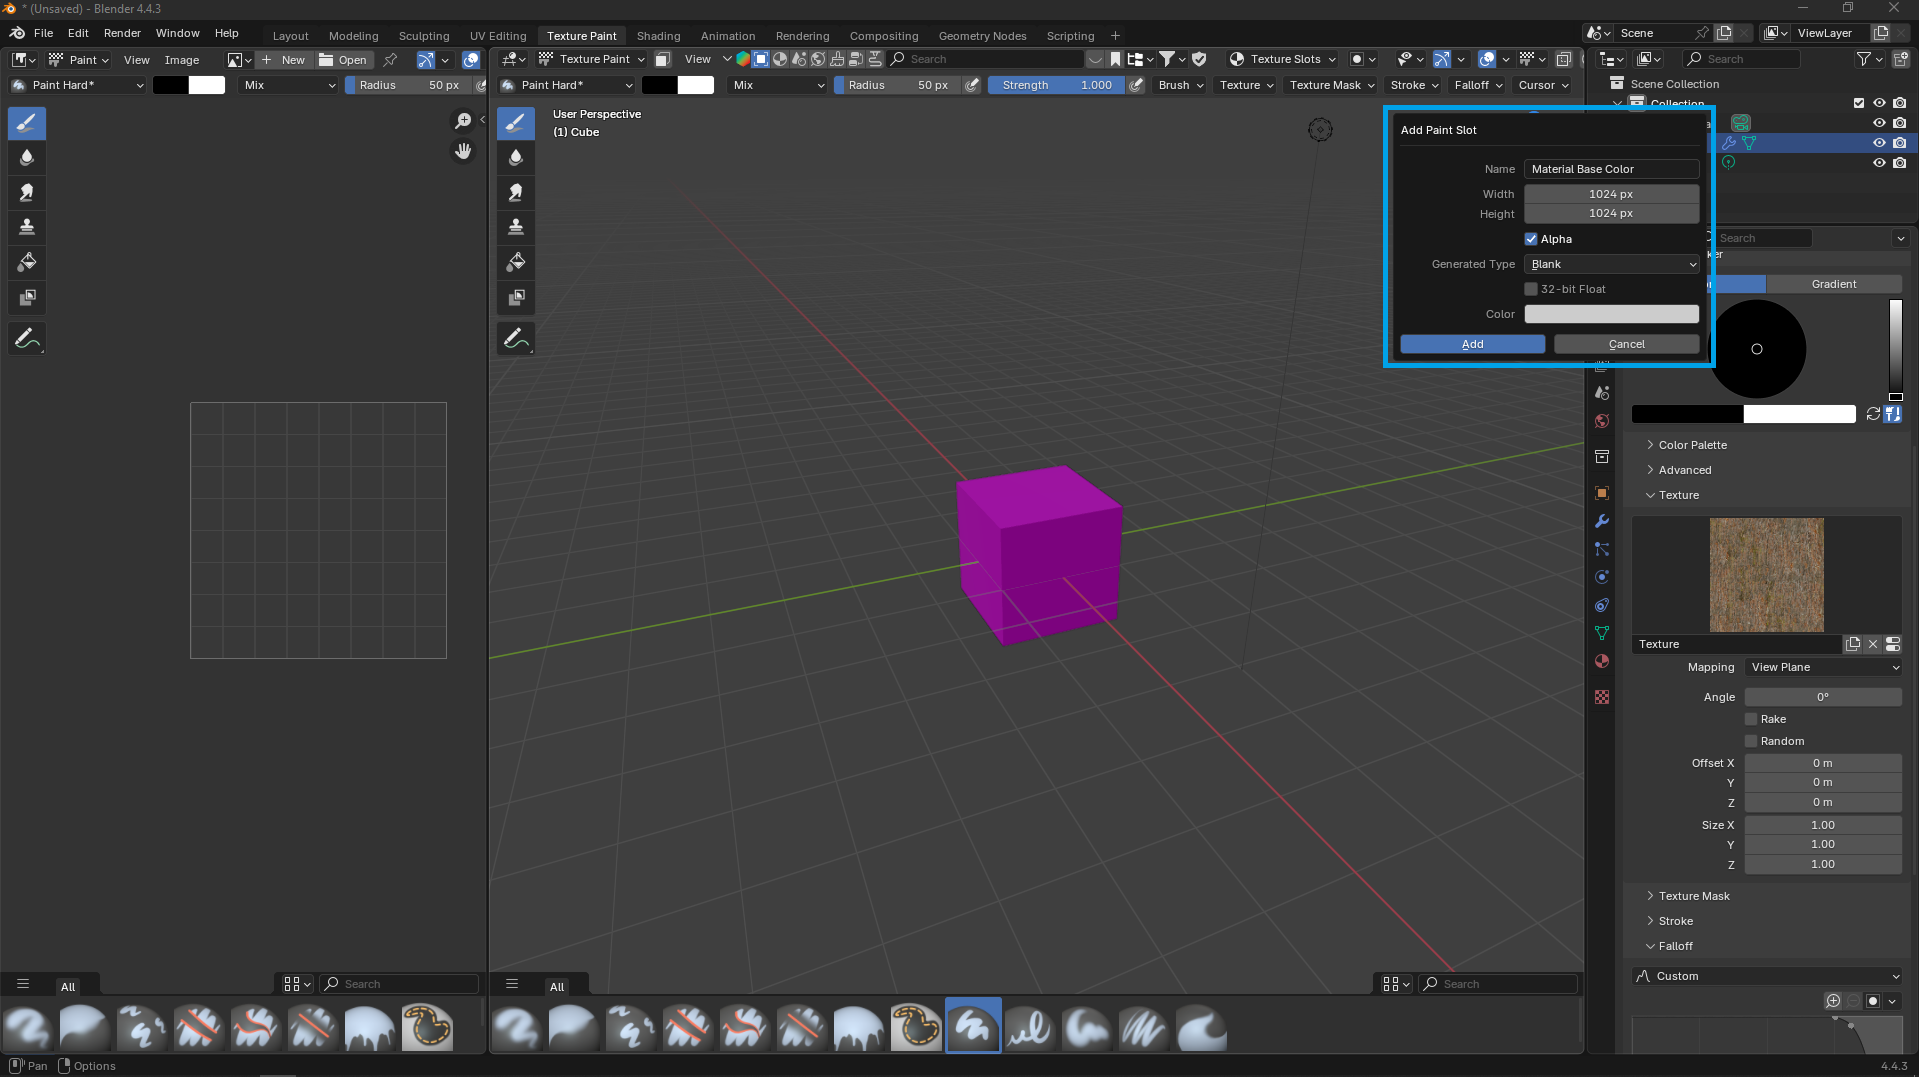 * (Unsaved) - Blender 4.4.3
File Edit Render Window Help
Layout Modeling Sculpting UV Editing Texture Paint Shading Animation Rendering Compositing Geometry Nodes Scripting +
Scene
ViewLayer
Paint View Image
+ New Open
Texture Paint View
Search
Texture Slots
Search
Paint Hard*
Mix
Radius 50 px
Paint Hard*
Mix
Radius 50 px
Strength 1.000
Brush Texture Texture Mask Stroke Falloff Cursor
Scene Collection
Collection
User Perspective
(1) Cube
Add Paint Slot
Name Material Base Color
Width 1024 px
Height 1024 px
Alpha
Generated Type Blank
32-bit Float
Color
Add Cancel
Search
ker
Gradient
Color Palette
Advanced
Texture
Texture
Mapping View Plane
Angle 0°
Rake
Random
Offset X 0 m
Y 0 m
Z 0 m
Size X 1.00
Y 1.00
Z 1.00
Texture Mask
Stroke
Falloff
Custom
All
Search
All
Search
Pan
Options
4.4.3